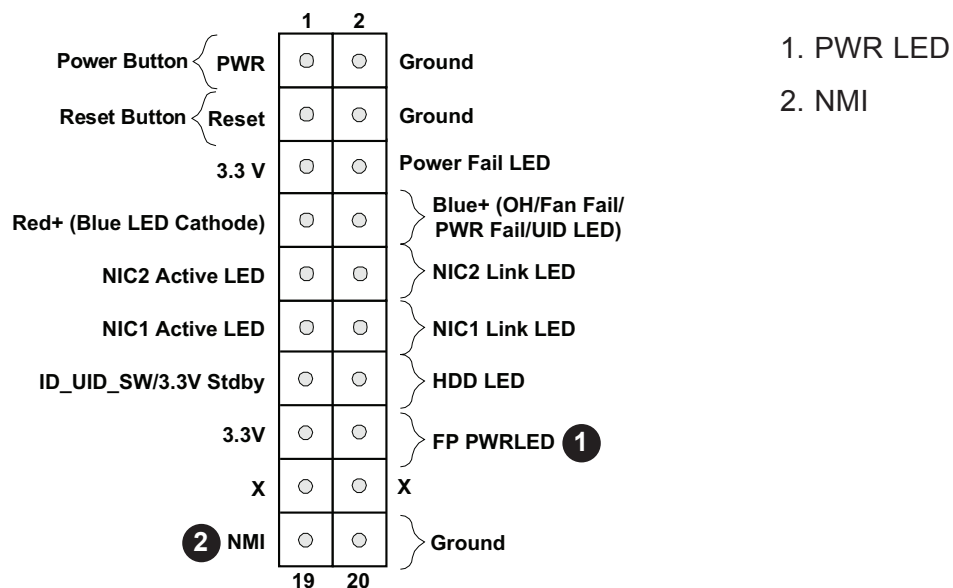 1 2
Power Button PWR Ground
Reset Button Reset Ground
3.3 V Power Fail LED
Red+ (Blue LED Cathode) Blue+ (OH/Fan Fail/
PWR Fail/UID LED)
NIC2 Active LED NIC2 Link LED
NIC1 Active LED NIC1 Link LED
ID_UID_SW/3.3V Stdby HDD LED
3.3V FP PWRLED 1
X X
2 NMI Ground
19 20
1. PWR LED
2. NMI